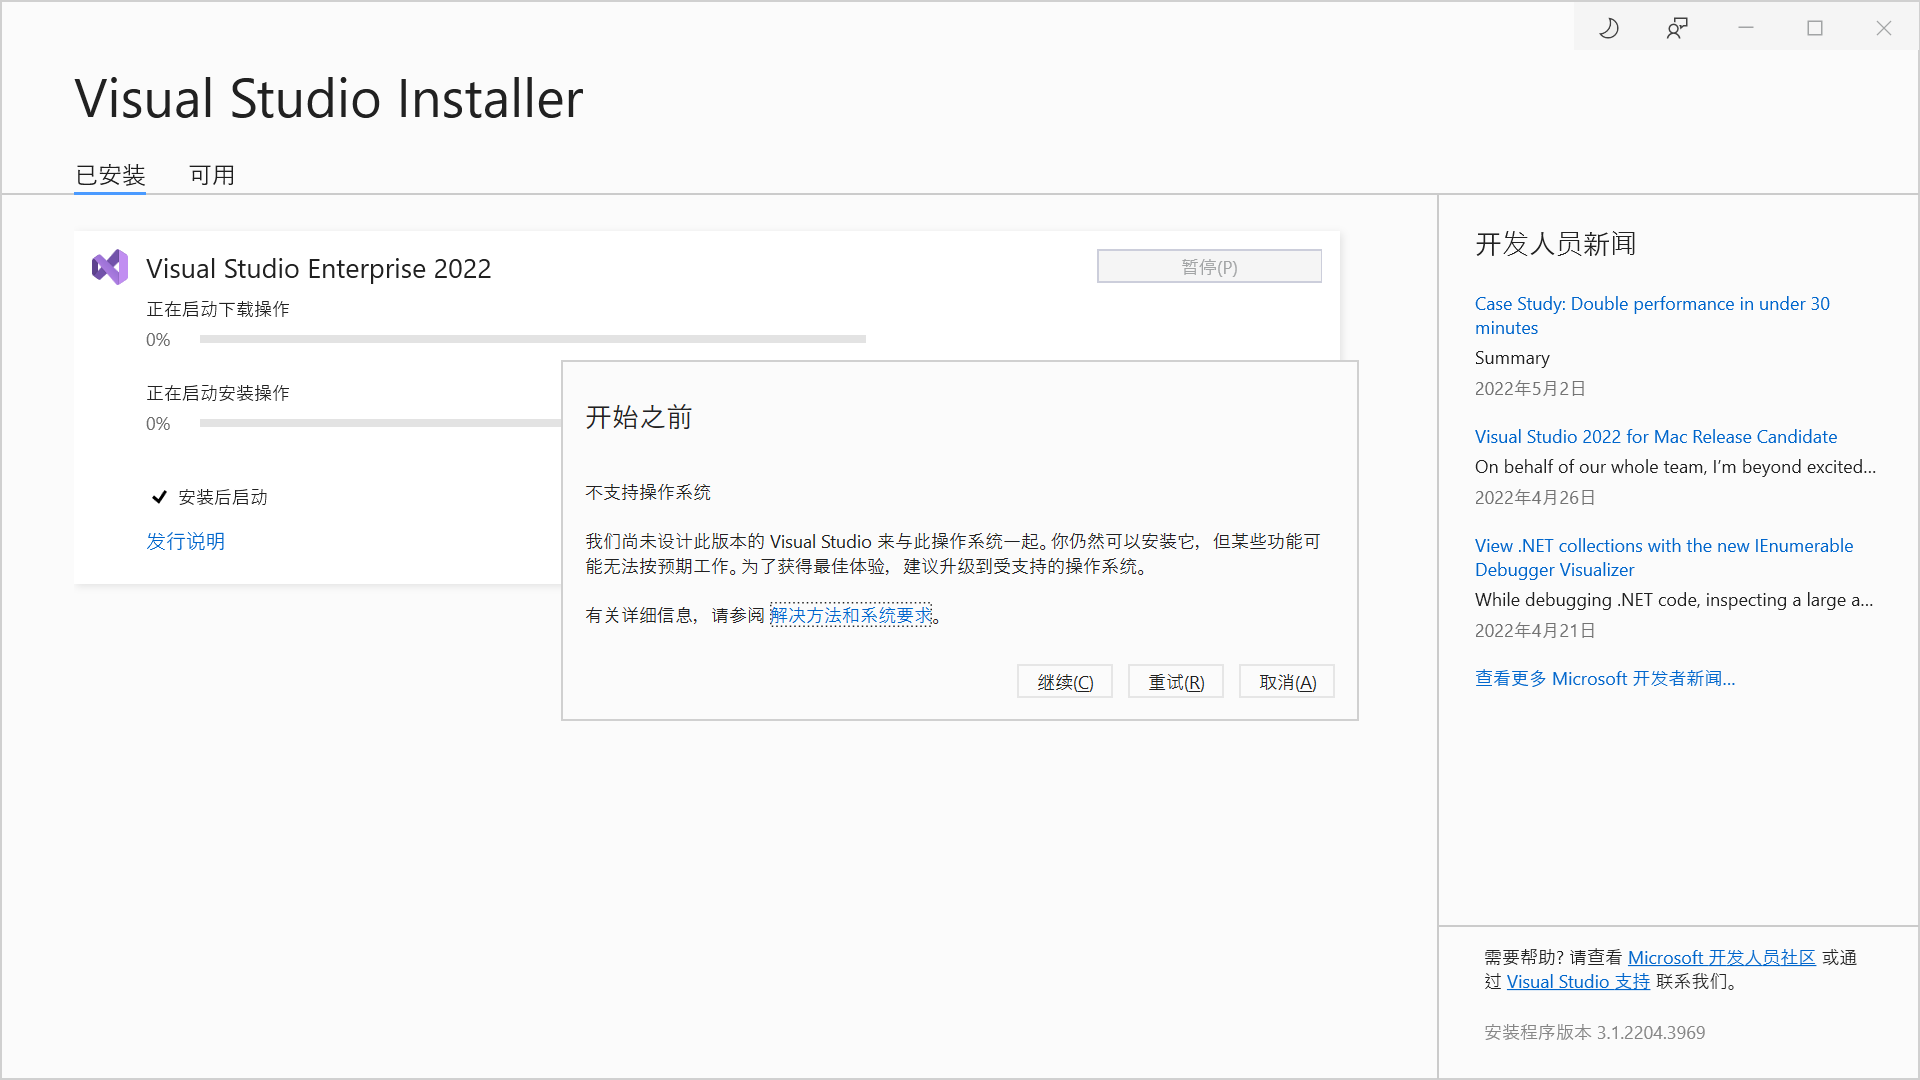 Visual Studio Installer
已安装
可用
Visual Studio Enterprise 2022
暂停(P)
正在启动下载操作
0%
正在启动安装操作
0%
安装后启动
发行说明
开始之前
不支持操作系统
我们尚未设计此版本的 Visual Studio 来与此操作系统一起。你仍然可以安装它，但某些功能可
能无法按预期工作。为了获得最佳体验，建议升级到受支持的操作系统。
有关详细信息，请参阅 解决方法和系统要求。
继续(C)
重试(R)
取消(A)
开发人员新闻
Case Study: Double performance in under 30
minutes
Summary
2022年5月2日
Visual Studio 2022 for Mac Release Candidate
On behalf of our whole team, I’m beyond excited...
2022年4月26日
View .NET collections with the new IEnumerable
Debugger Visualizer
While debugging .NET code, inspecting a large a...
2022年4月21日
查看更多 Microsoft 开发者新闻...
需要帮助? 请查看 Microsoft 开发人员社区 或通
过 Visual Studio 支持 联系我们。
安装程序版本 3.1.2204.3969